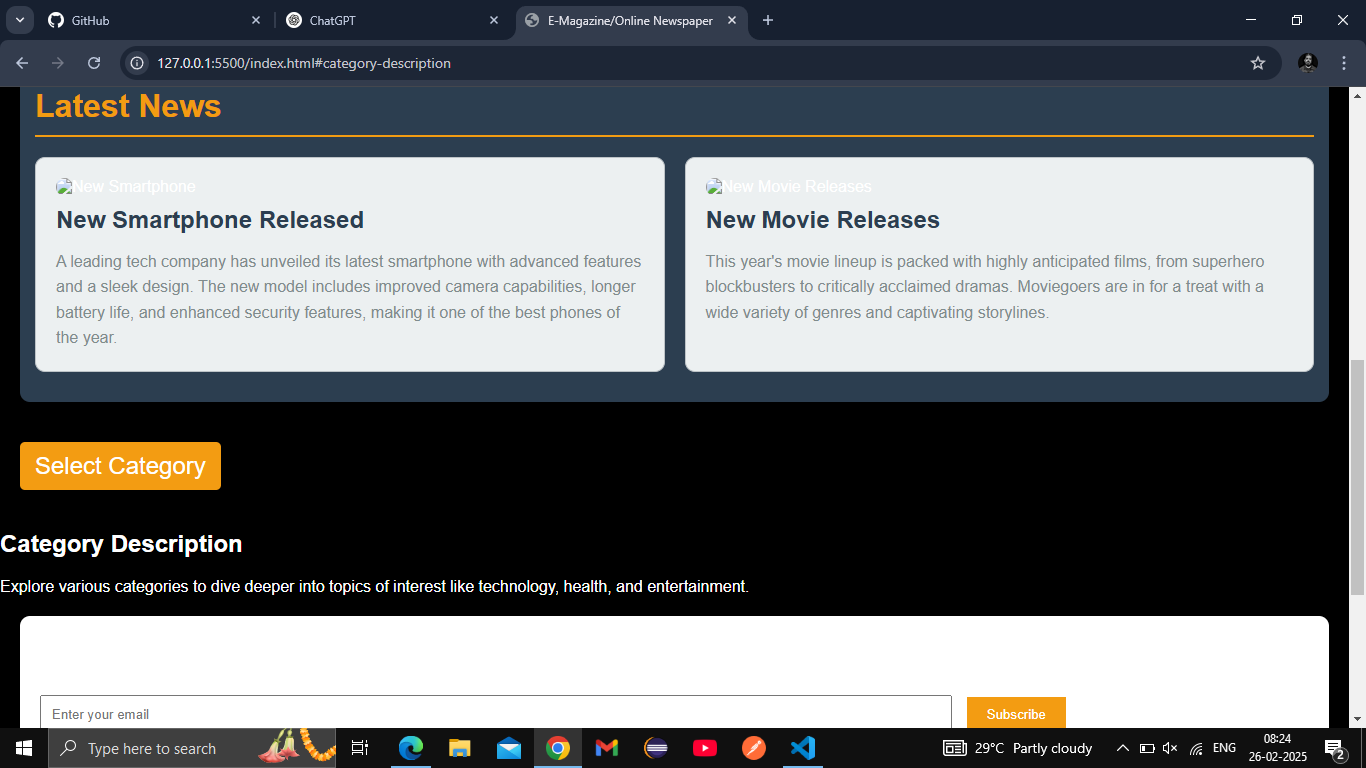 GitHub
ChatGPT
E-Magazine/Online Newspaper
127.0.0.1:5500/index.html#category-description
Latest News
New Smartphone
New Smartphone Released
A leading tech company has unveiled its latest smartphone with advanced features
and a sleek design. The new model includes improved camera capabilities, longer
battery life, and enhanced security features, making it one of the best phones of
the year.
New Movie Releases
New Movie Releases
This year's movie lineup is packed with highly anticipated films, from superhero
blockbusters to critically acclaimed dramas. Moviegoers are in for a treat with a
wide variety of genres and captivating storylines.
Select Category
Category Description
Explore various categories to dive deeper into topics of interest like technology, health, and entertainment.
Enter your email
Subscribe
Type here to search
29°C Partly cloudy
ENG
08:24
26-02-2025
2